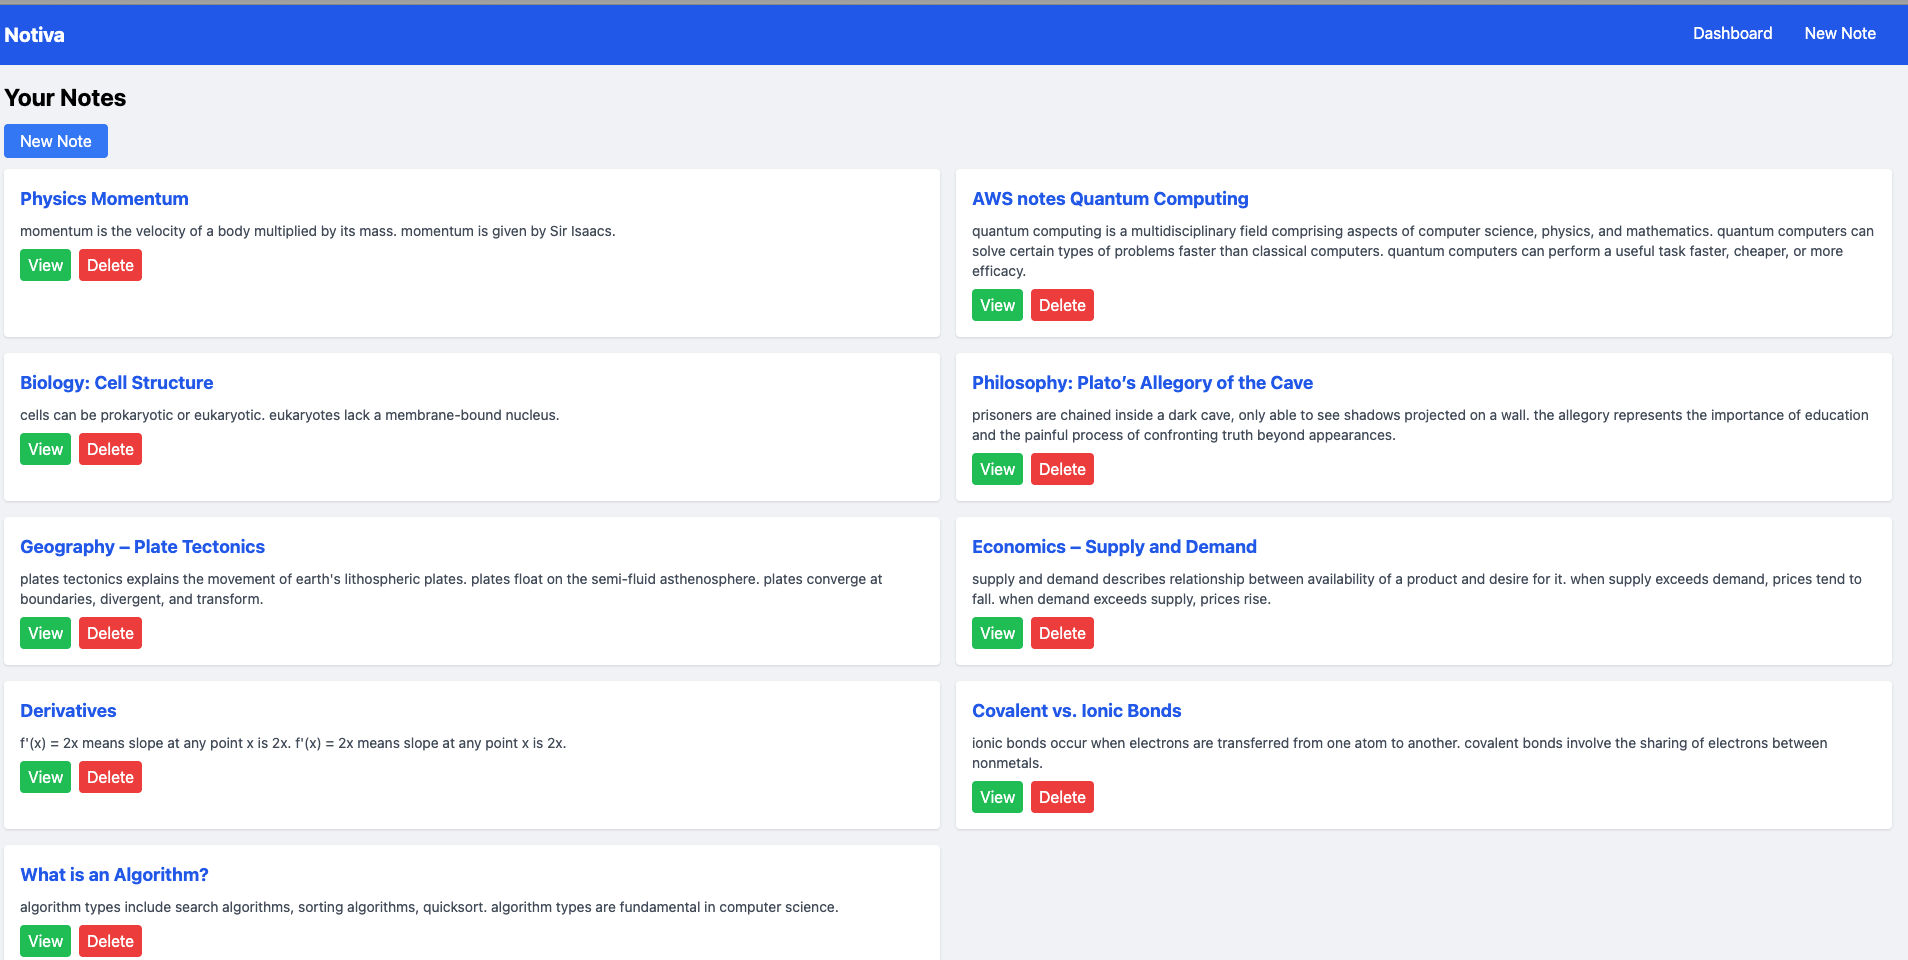 Notiva
Dashboard
New Note
Your Notes
New Note
Physics Momentum
momentum is the velocity of a body multiplied by its mass. momentum is given by Sir Isaacs.
View
Delete
AWS notes Quantum Computing
quantum computing is a multidisciplinary field comprising aspects of computer science, physics, and mathematics. quantum computers can
solve certain types of problems faster than classical computers. quantum computers can perform a useful task faster, cheaper, or more
efficacy.
View
Delete
Biology: Cell Structure
cells can be prokaryotic or eukaryotic. eukaryotes lack a membrane-bound nucleus.
View
Delete
Philosophy: Plato’s Allegory of the Cave
prisoners are chained inside a dark cave, only able to see shadows projected on a wall. the allegory represents the importance of education
and the painful process of confronting truth beyond appearances.
View
Delete
Geography – Plate Tectonics
plates tectonics explains the movement of earth's lithospheric plates. plates float on the semi-fluid asthenosphere. plates converge at
boundaries, divergent, and transform.
View
Delete
Economics – Supply and Demand
supply and demand describes relationship between availability of a product and desire for it. when supply exceeds demand, prices tend to
fall. when demand exceeds supply, prices rise.
View
Delete
Derivatives
f'(x) = 2x means slope at any point x is 2x. f'(x) = 2x means slope at any point x is 2x.
View
Delete
Covalent vs. Ionic Bonds
ionic bonds occur when electrons are transferred from one atom to another. covalent bonds involve the sharing of electrons between
nonmetals.
View
Delete
What is an Algorithm?
algorithm types include search algorithms, sorting algorithms, quicksort. algorithm types are fundamental in computer science.
View
Delete